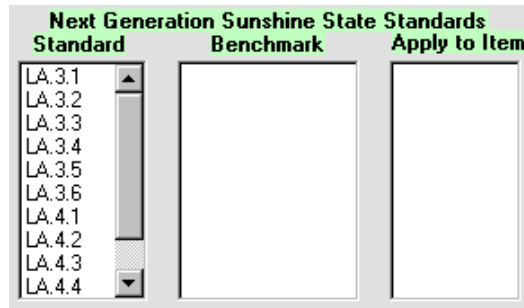 Next Generation Sunshine State Standards
Standard Benchmark Apply to Item
LA.3.1
LA.3.2
LA.3.3
LA.3.4
LA.3.5
LA.3.6
LA.4.1
LA.4.2
LA.4.3
LA.4.4